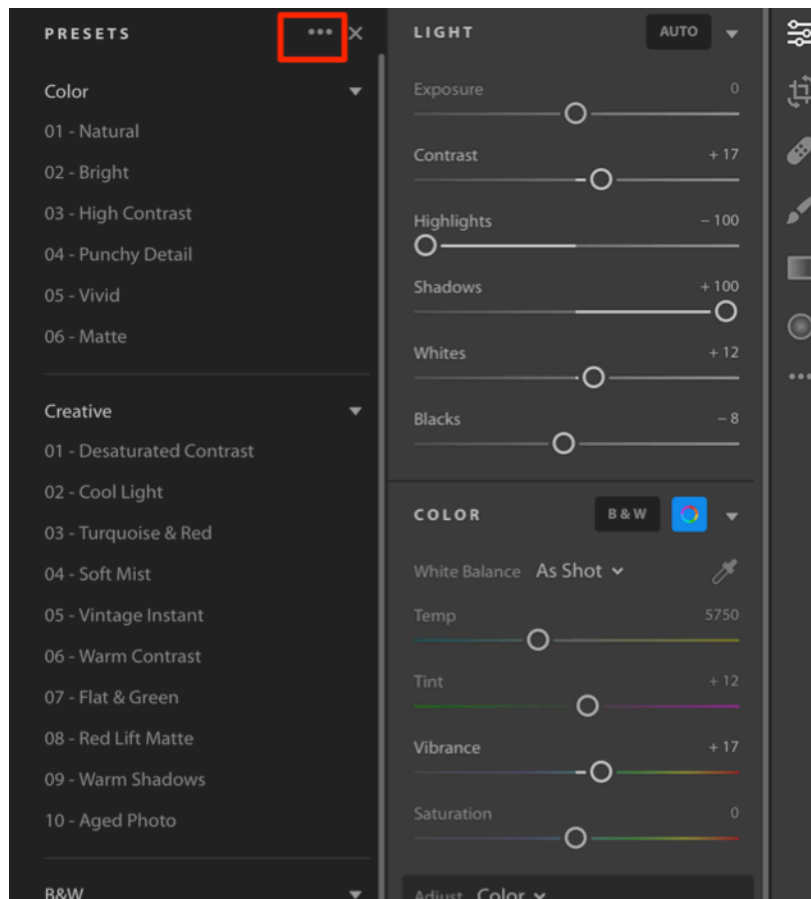 PRESETS
Color
01 - Natural
02 - Bright
03 - High Contrast
04 - Punchy Detail
05 - Vivid
06 - Matte
Creative
01 - Desaturated Contrast
02 - Cool Light
03 - Turquoise & Red
04 - Soft Mist
05 - Vintage Instant
06 - Warm Contrast
07 - Flat & Green
08 - Red Lift Matte
09 - Warm Shadows
10 - Aged Photo
B&W
LIGHT AUTO
Exposure 0
Contrast + 17
Highlights – 100
Shadows + 100
Whites + 12
Blacks – 8
COLOR B & W
White Balance As Shot
Temp 5750
Tint + 12
Vibrance + 17
Saturation 0
Adjust Color